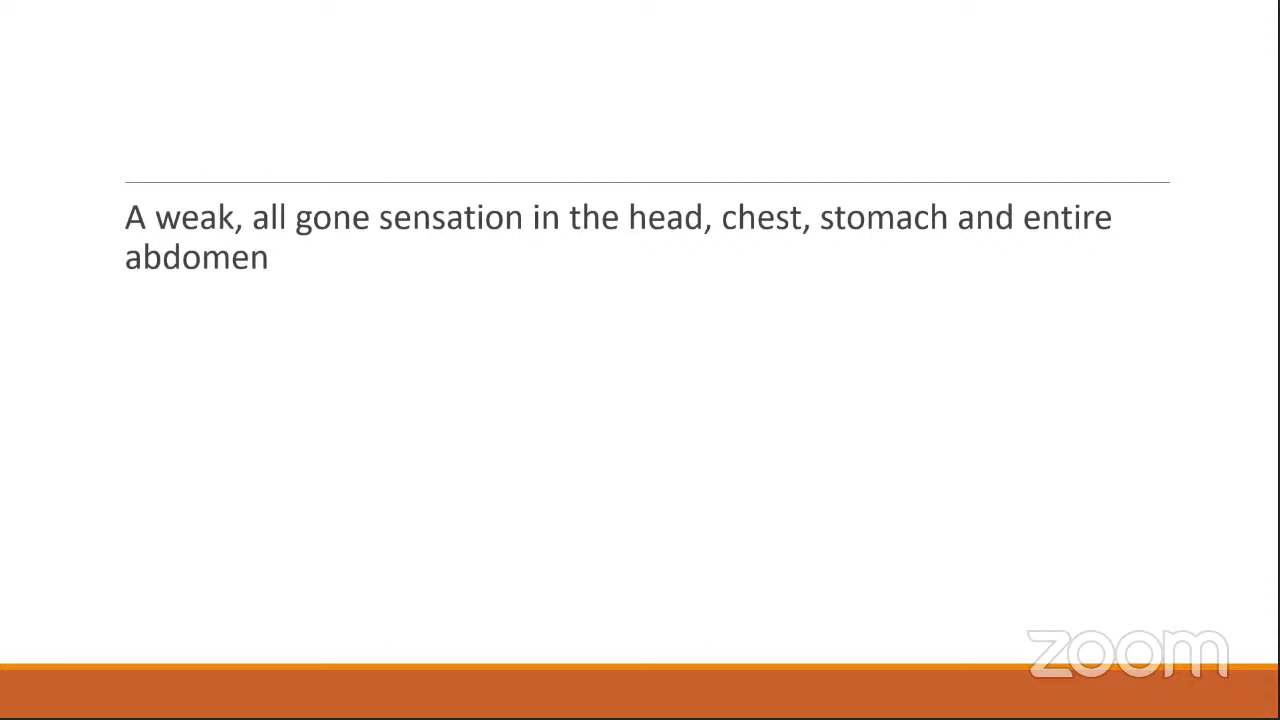 A weak, all gone sensation in the head, chest, stomach and entire
abdomen
zoom